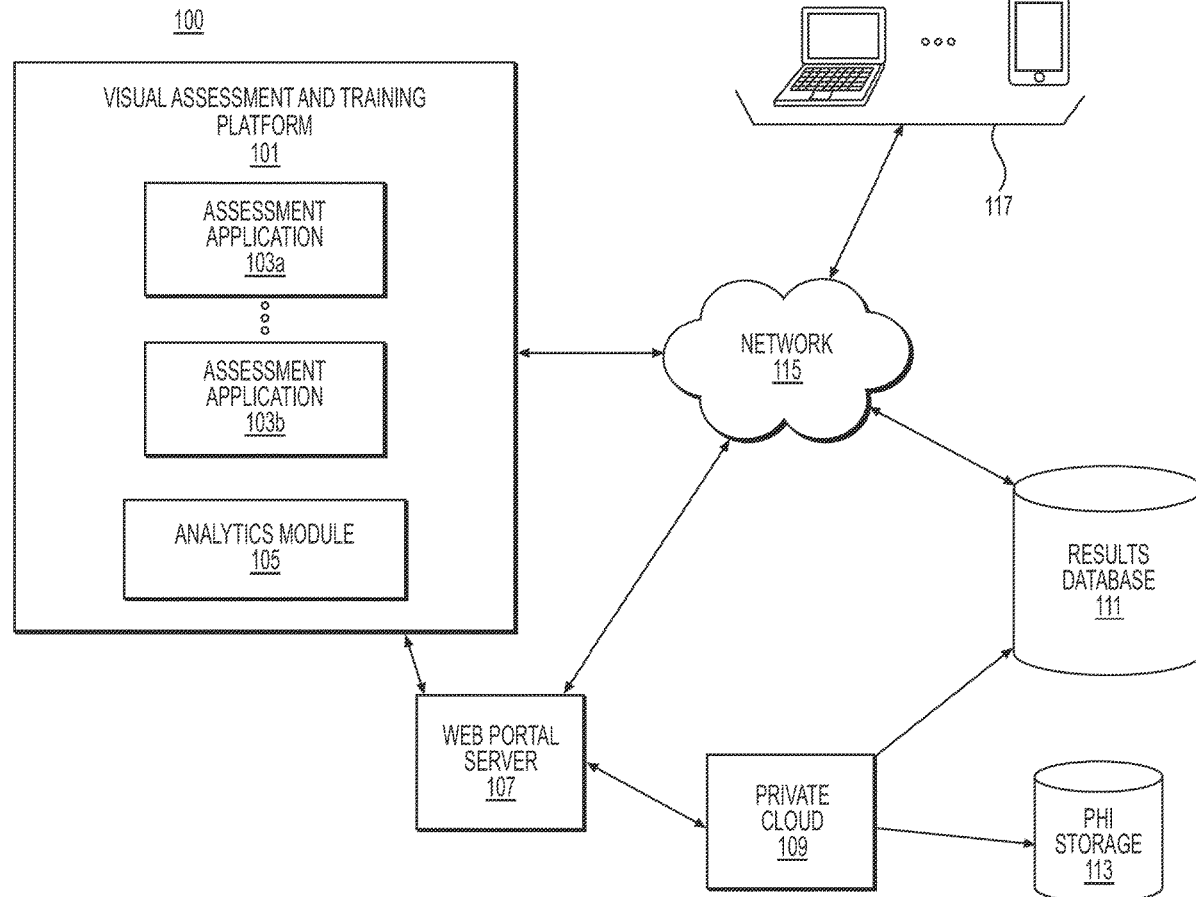 100
VISUAL ASSESSMENT AND TRAINING
PLATFORM
101
ASSESSMENT
APPLICATION
103a
ASSESSMENT
APPLICATION
103b
ANALYTICS MODULE
105
117
NETWORK
115
RESULTS
DATABASE
111
WEB PORTAL
SERVER
107
PRIVATE
CLOUD
109
PHI
STORAGE
113